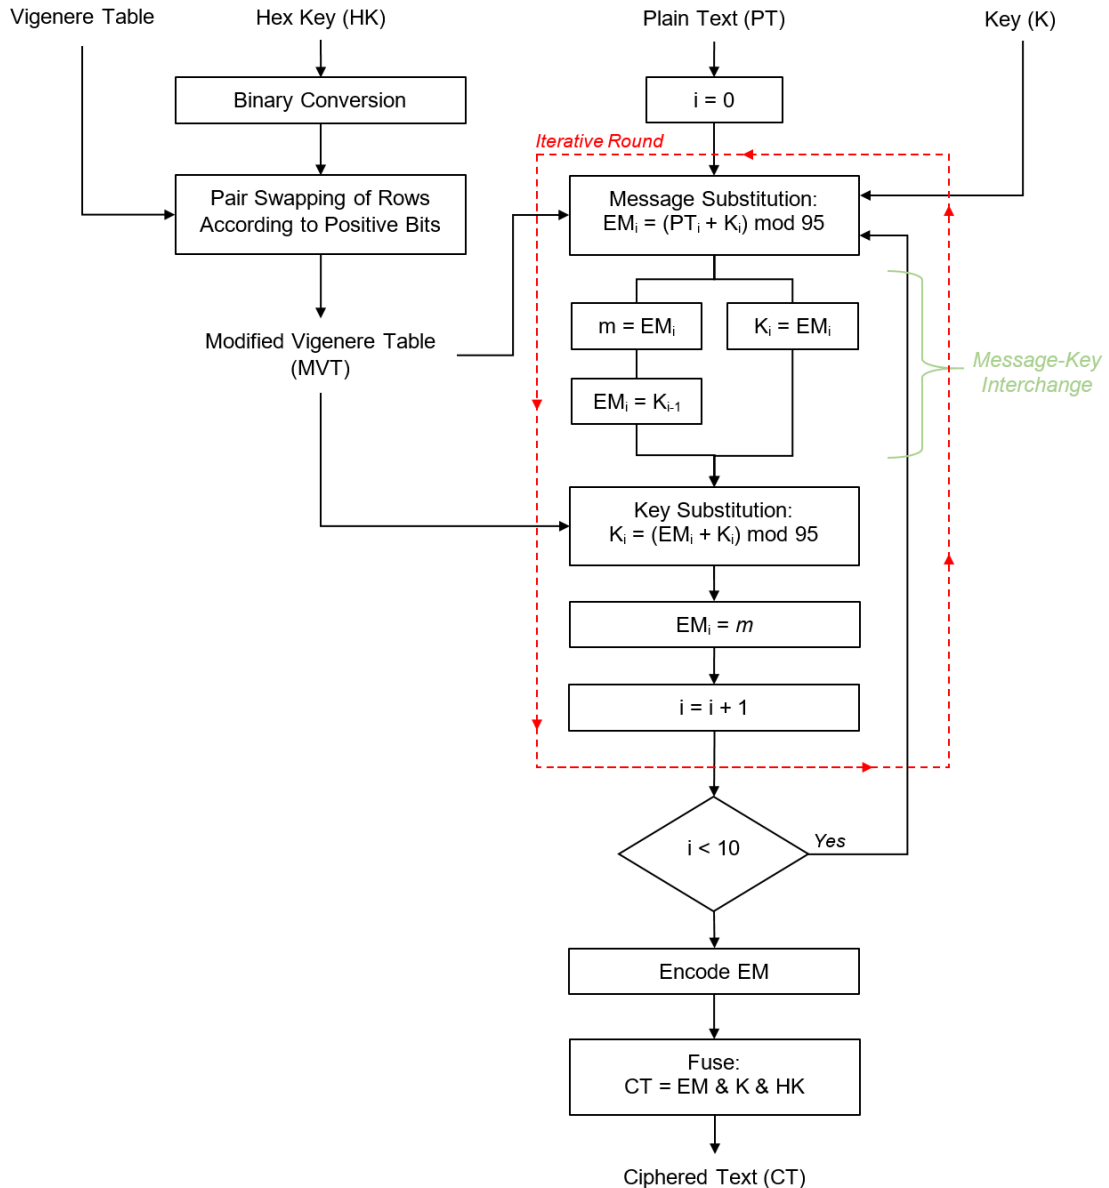 Vigenere Table
Hex Key (HK)
Plain Text (PT)
Key (K)
Binary Conversion
i = 0
Iterative Round
Pair Swapping of Rows
According to Positive Bits
Message Substitution:
EMᵢ = (PTᵢ + Kᵢ) mod 95
m = EMᵢ
Kᵢ = EMᵢ
Modified Vigenere Table
(MVT)
Message-Key
Interchange
EMᵢ = Kᵢ₋₁
Key Substitution:
Kᵢ = (EMᵢ + Kᵢ) mod 95
EMᵢ = m
i = i + 1
i < 10
Yes
Encode EM
Fuse:
CT = EM & K & HK
Ciphered Text (CT)